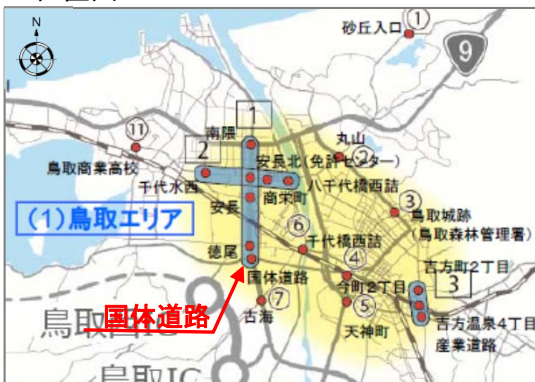 砂丘入口
①
N
9
1
⑪
南隈
丸山
2
安長北(免許センター)
②
鳥取商業高校
千代水西
商栄町
八千代橋西詰
③
(1)鳥取エリア
安長
鳥取城跡
(鳥取森林管理署)
⑥
徳尾
千代橋西詰
④
吉方町2丁目
国体道路
今町2丁目
3
国体道路
⑦
⑤
古海
天神町
吉方温泉4丁目
産業道路
鳥取IC